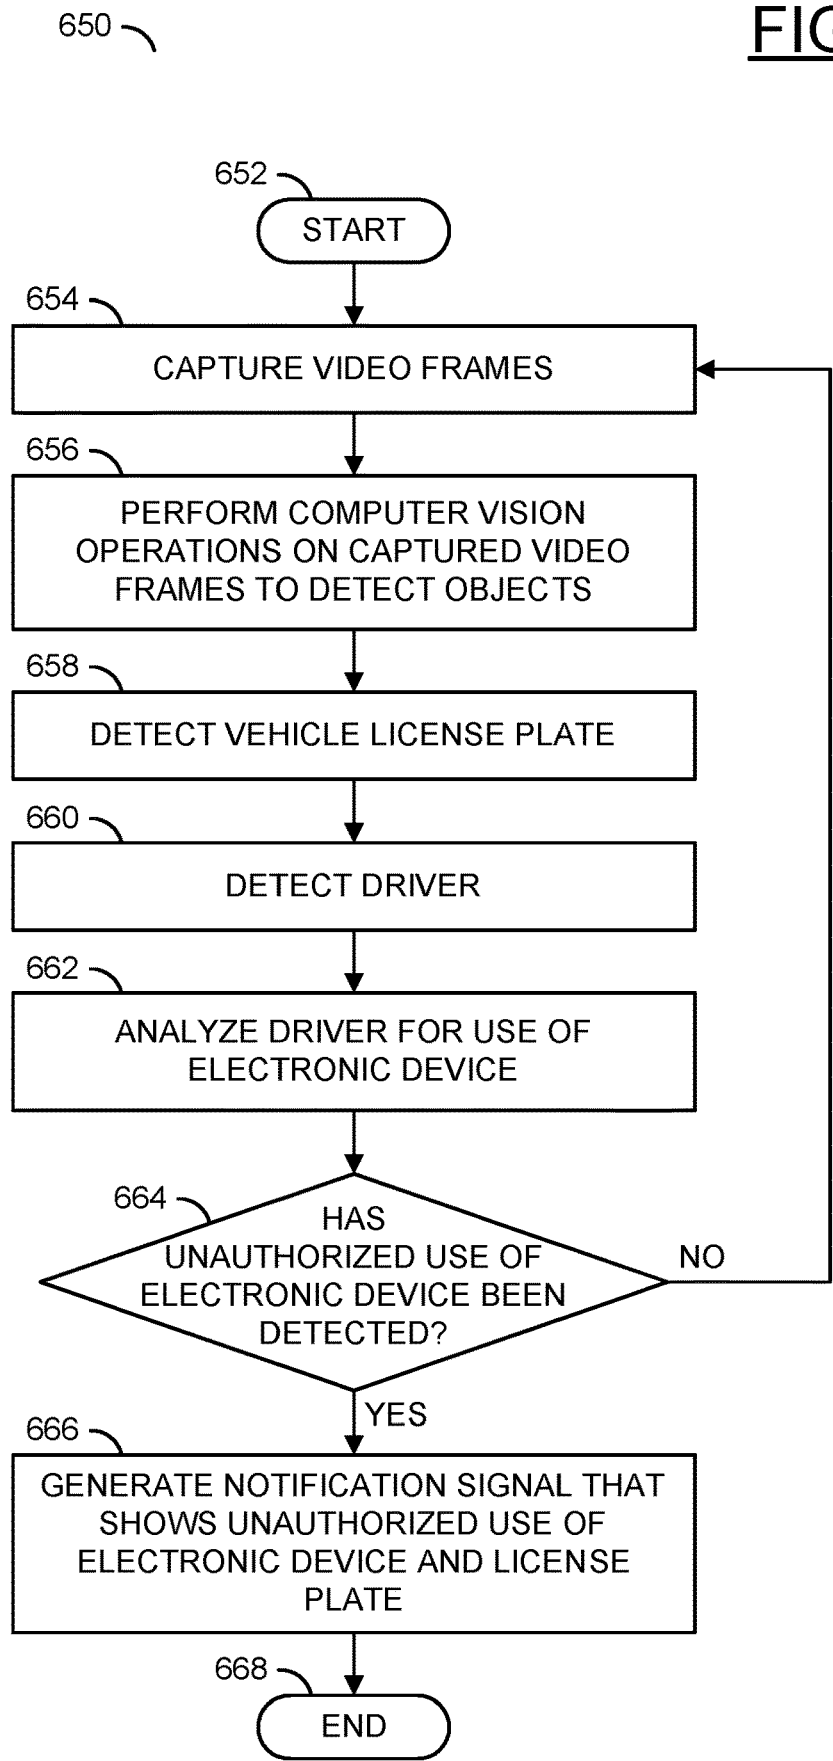 650
FIG
652
START
654
CAPTURE VIDEO FRAMES
656
PERFORM COMPUTER VISION
OPERATIONS ON CAPTURED VIDEO
FRAMES TO DETECT OBJECTS
658
DETECT VEHICLE LICENSE PLATE
660
DETECT DRIVER
662
ANALYZE DRIVER FOR USE OF
ELECTRONIC DEVICE
664
HAS
UNAUTHORIZED USE OF
ELECTRONIC DEVICE BEEN
DETECTED?
NO
YES
666
GENERATE NOTIFICATION SIGNAL THAT
SHOWS UNAUTHORIZED USE OF
ELECTRONIC DEVICE AND LICENSE
PLATE
668
END